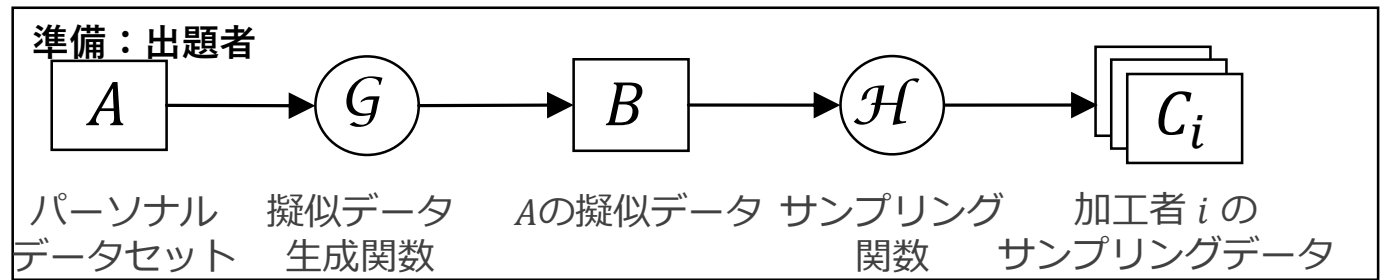 準備：出題者
A
𝒢
B
ℋ
C_i
パーソナル
データセット
擬似データ
生成関数
Aの擬似データ
サンプリング
関数
加工者 i の
サンプリングデータ